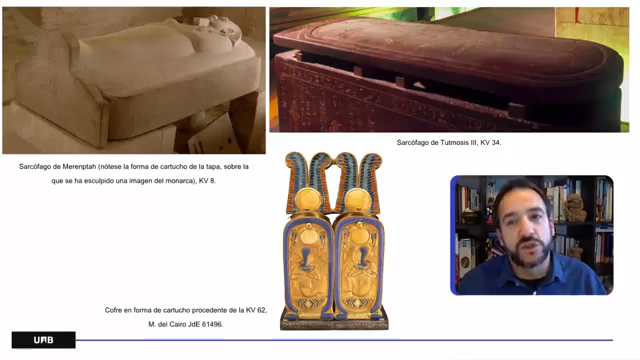 Sarcófago de Merenptah (nótese la forma de cartucho de la tapa, sobre la
que se ha esculpido una imagen del monarca), KV 8.
Sarcófago de Tutmosis III, KV 34.
Cofre en forma de cartucho procedente de la KV 62,
M. del Cairo JdE 61496.
UAB